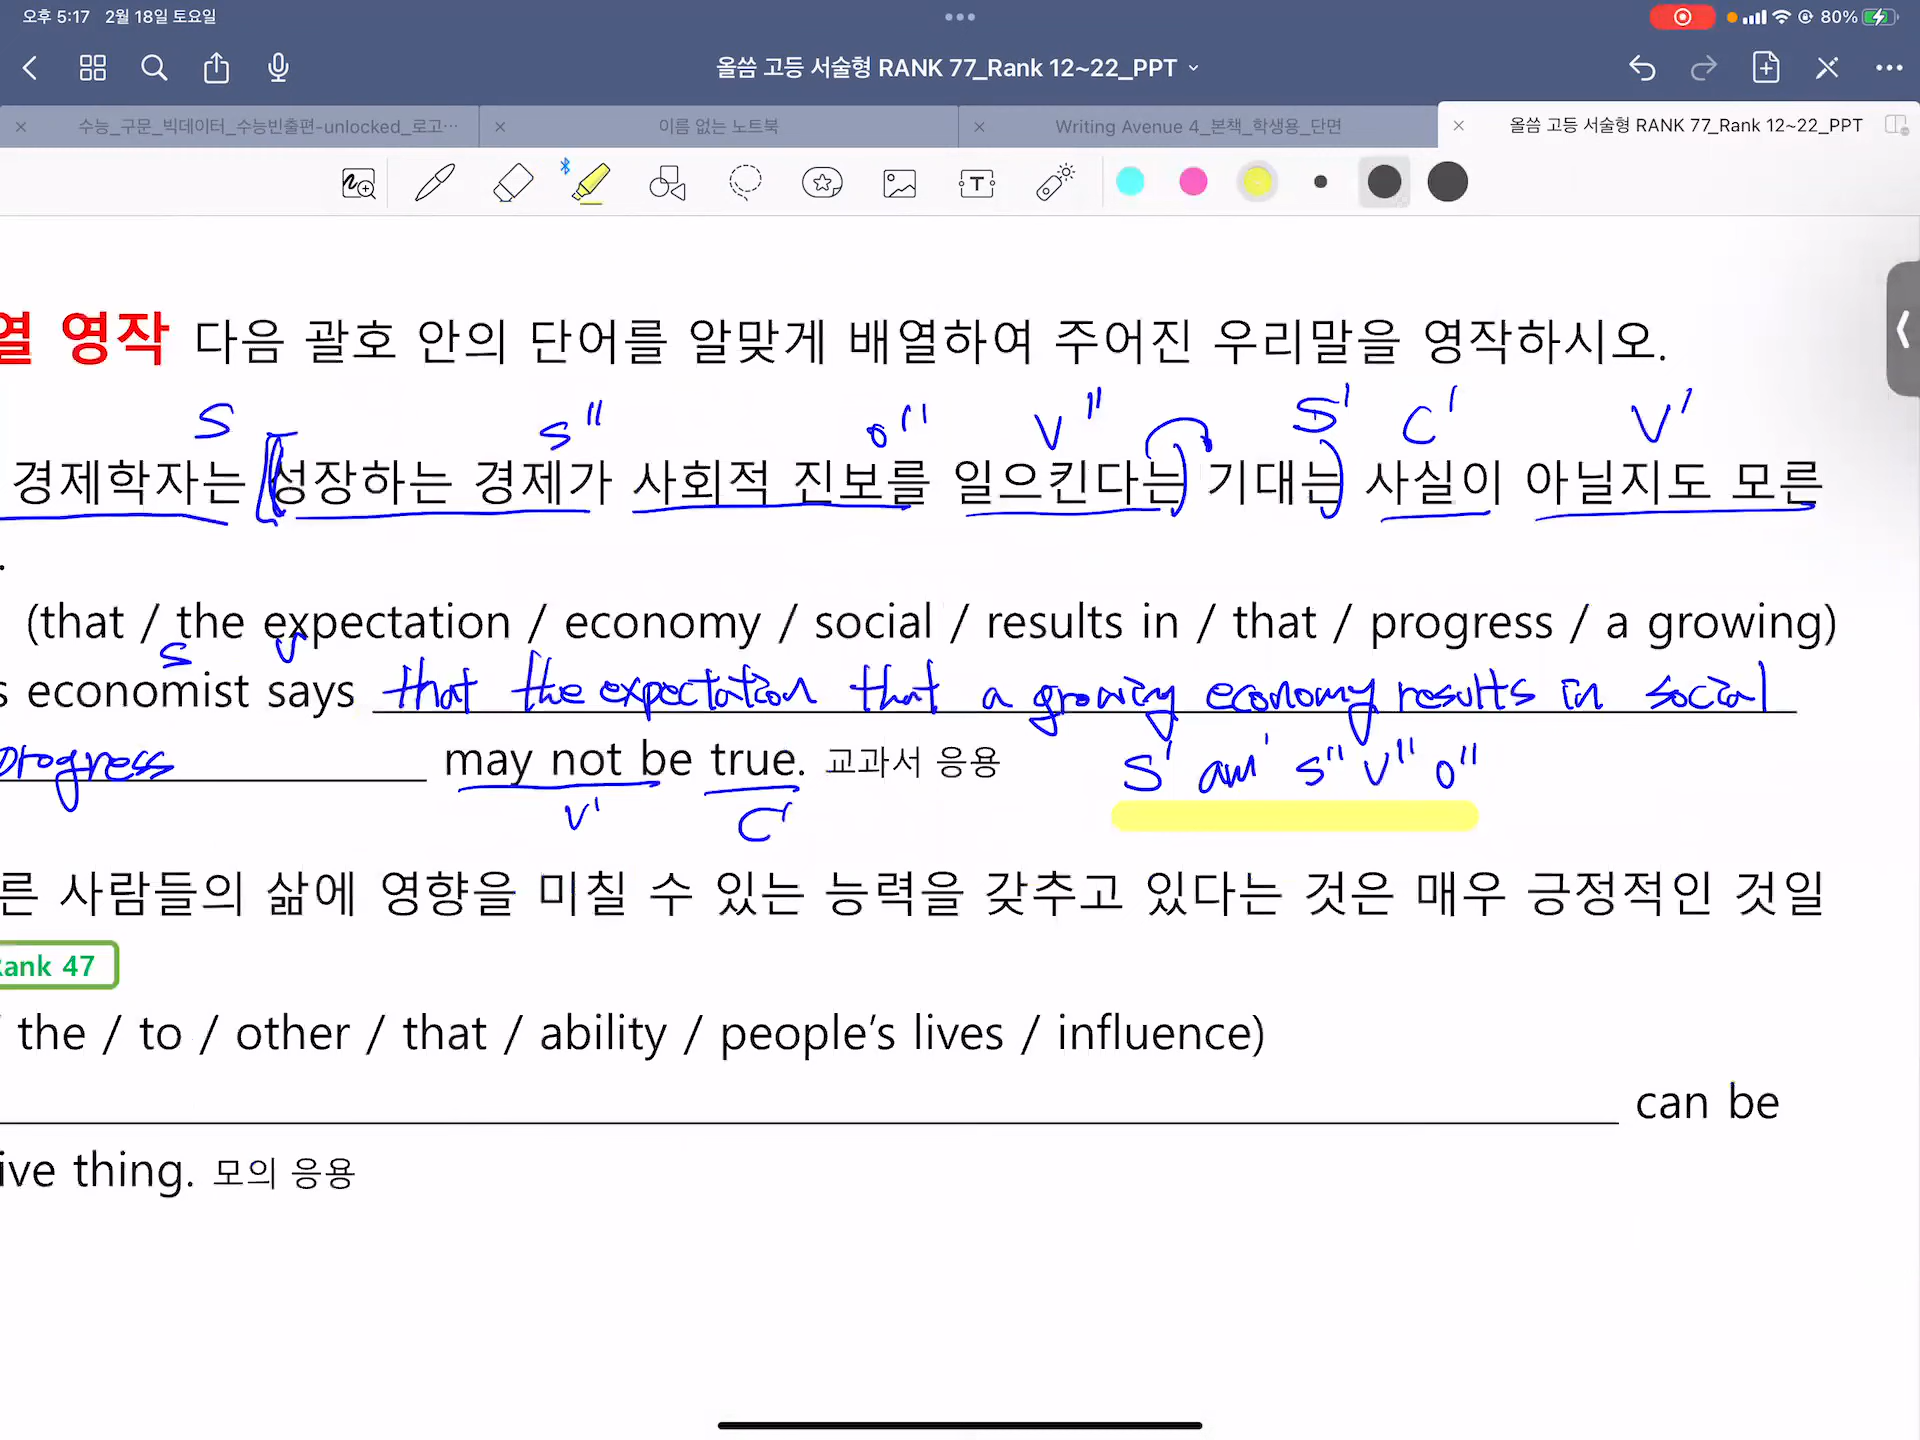 오후 5:17 2월 18일 토요일
80%
올씀 고등 서술형 RANK 77_Rank 12~22_PPT
수능_구문_빅데이터_수능빈출편-unlocked_로고…
이름 없는 노트북
Writing Avenue 4_본책_학생용_단면
올씀 고등 서술형 RANK 77_Rank 12~22_PPT
열 영작 다음 괄호 안의 단어를 알맞게 배열하여 주어진 우리말을 영작하시오.
S S" O" V" S' C' V'
경제학자는 성장하는 경제가 사회적 진보를 일으킨다는 기대는 사실이 아닐지도 모른
.
(that / the expectation / economy / social / results in / that / progress / a growing)
S V
s economist says that the expectation that a growing economy results in social
progress may not be true. 교과서 응용
S' S" V" O"
V' C'
른 사람들의 삶에 영향을 미칠 수 있는 능력을 갖추고 있다는 것은 매우 긍정적인 것일
Rank 47
the / to / other / that / ability / people's lives / influence)
can be
ive thing. 모의 응용